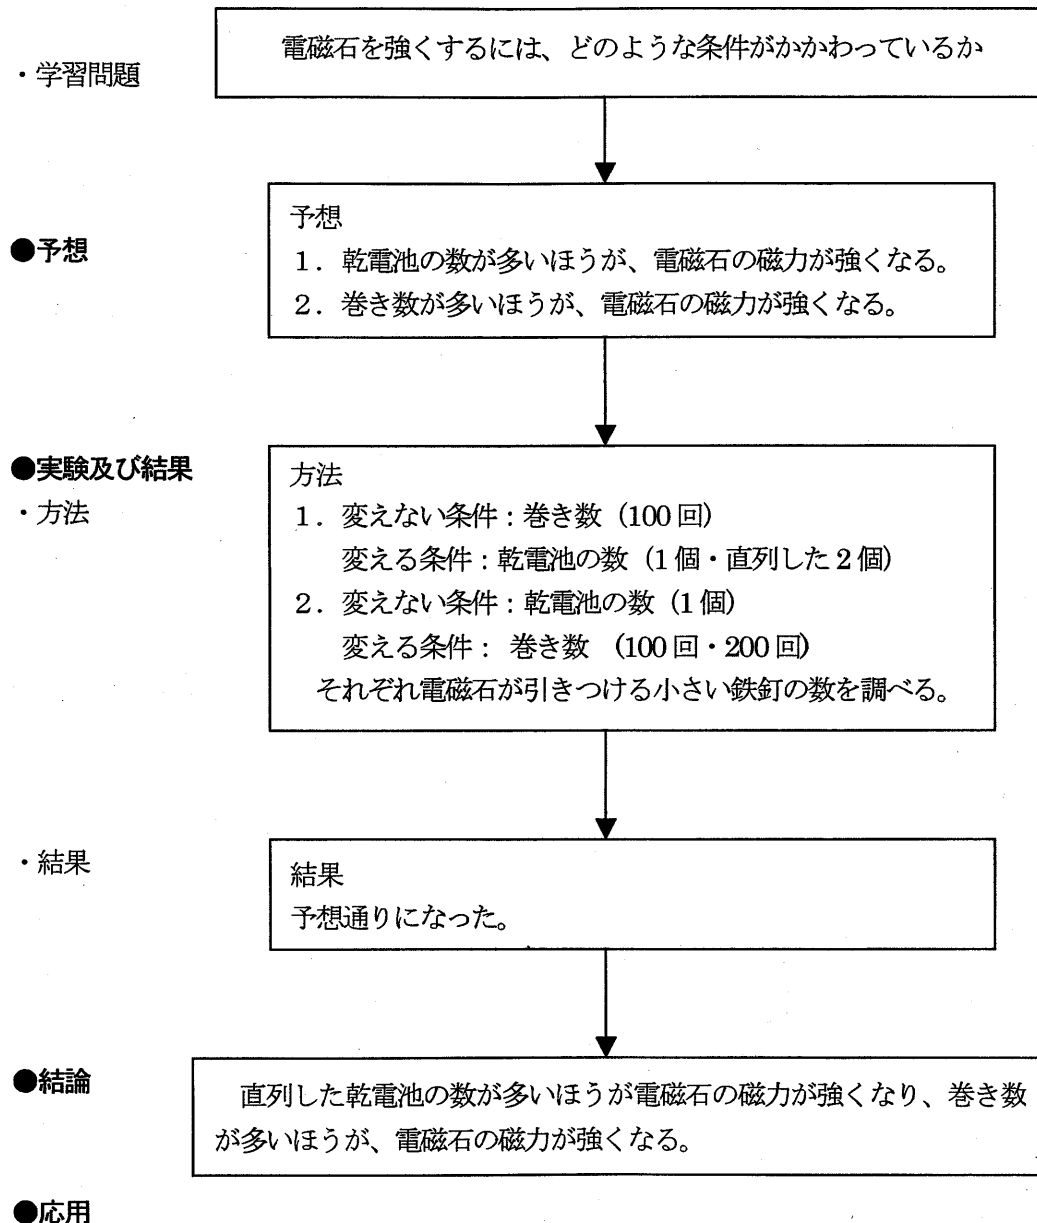 電磁石を強くするには、どのような条件がかかわっているか
・学習問題
予想
●予想
1．乾電池の数が多いほうが、電磁石の磁力が強くなる。
2．巻き数が多いほうが、電磁石の磁力が強くなる。
●実験及び結果
・方法
方法
1．変えない条件：巻き数（100回）
変える条件：乾電池の数（1個・直列した2個）
2．変えない条件：乾電池の数（1個）
変える条件： 巻き数 （100回・200回）
それぞれ電磁石が引きつける小さい鉄釘の数を調べる。
・結果
結果
予想通りになった。
●結論
直列した乾電池の数が多いほうが電磁石の磁力が強くなり、巻き数
が多いほうが、電磁石の磁力が強くなる。
●応用